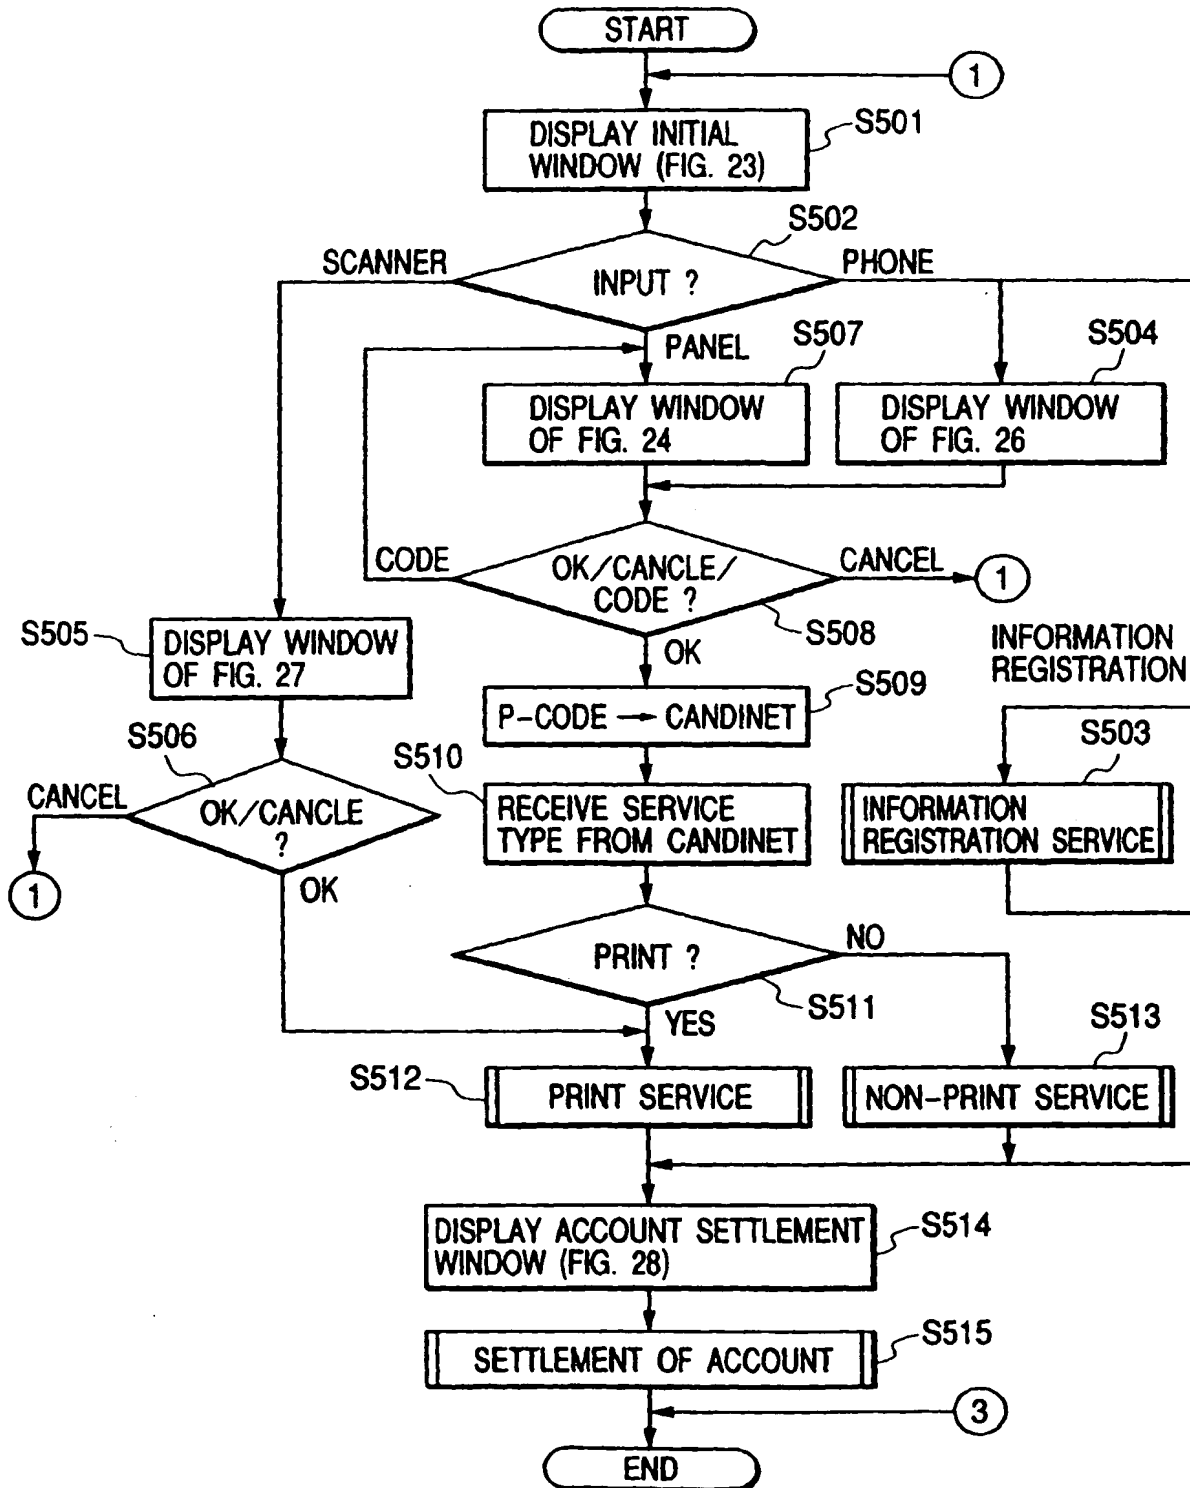 START
1
S501
DISPLAY INITIAL
WINDOW (FIG. 23)
S502
SCANNER
INPUT ?
PHONE
PANEL
S507
S504
DISPLAY WINDOW
OF FIG. 24
DISPLAY WINDOW
OF FIG. 26
CODE
OK/CANCLE/
CODE ?
CANCEL
1
S508
OK
S505
DISPLAY WINDOW
OF FIG. 27
INFORMATION
REGISTRATION
S509
P-CODE → CANDINET
S506
S510
S503
CANCEL
OK/CANCLE
?
RECEIVE SERVICE
TYPE FROM CANDINET
INFORMATION
REGISTRATION SERVICE
1
OK
PRINT ?
NO
S511
YES
S513
S512
PRINT SERVICE
NON-PRINT SERVICE
DISPLAY ACCOUNT SETTLEMENT
WINDOW (FIG. 28)
S514
SETTLEMENT OF ACCOUNT
S515
3
END